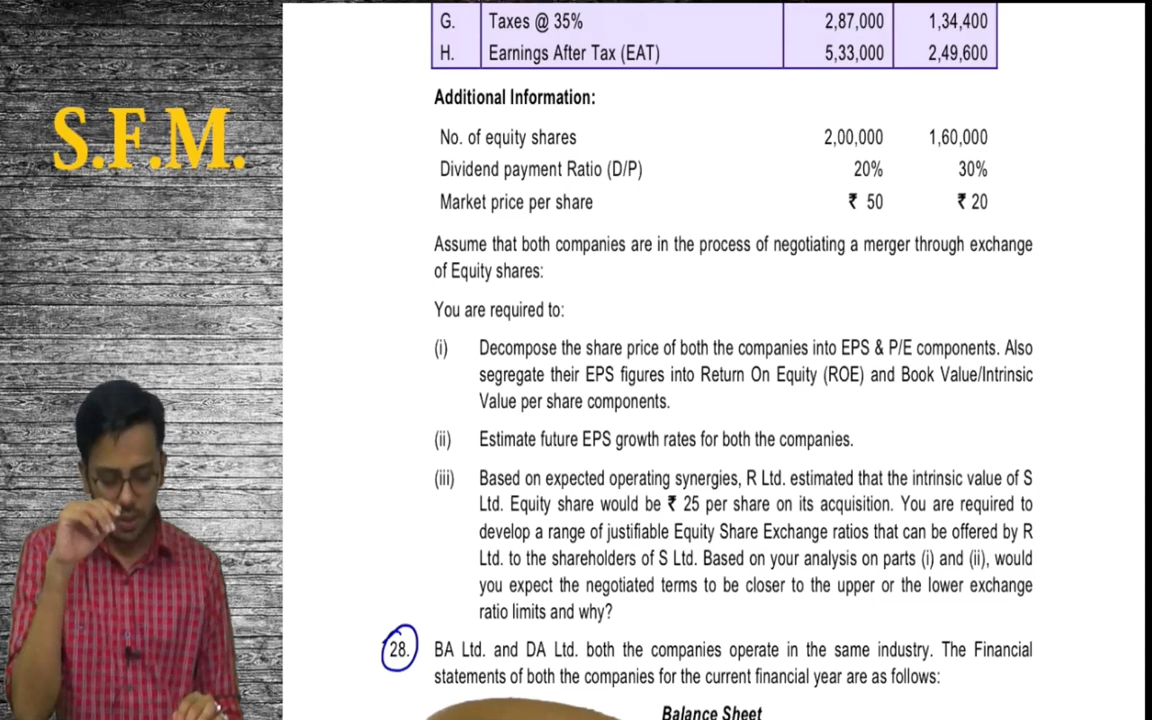 S.F.M.
G. Taxes @ 35% 2,87,000 1,34,400
H. Earnings After Tax (EAT) 5,33,000 2,49,600
Additional Information:
No. of equity shares 2,00,000 1,60,000
Dividend payment Ratio (D/P) 20% 30%
Market price per share ₹ 50 ₹ 20
Assume that both companies are in the process of negotiating a merger through exchange
of Equity shares:
You are required to:
(i) Decompose the share price of both the companies into EPS & P/E components. Also
segregate their EPS figures into Return On Equity (ROE) and Book Value/Intrinsic
Value per share components.
(ii) Estimate future EPS growth rates for both the companies.
(iii) Based on expected operating synergies, R Ltd. estimated that the intrinsic value of S
Ltd. Equity share would be ₹ 25 per share on its acquisition. You are required to
develop a range of justifiable Equity Share Exchange ratios that can be offered by R
Ltd. to the shareholders of S Ltd. Based on your analysis on parts (i) and (ii), would
you expect the negotiated terms to be closer to the upper or the lower exchange
ratio limits and why?
28. BA Ltd. and DA Ltd. both the companies operate in the same industry. The Financial
statements of both the companies for the current financial year are as follows:
Balance Sheet